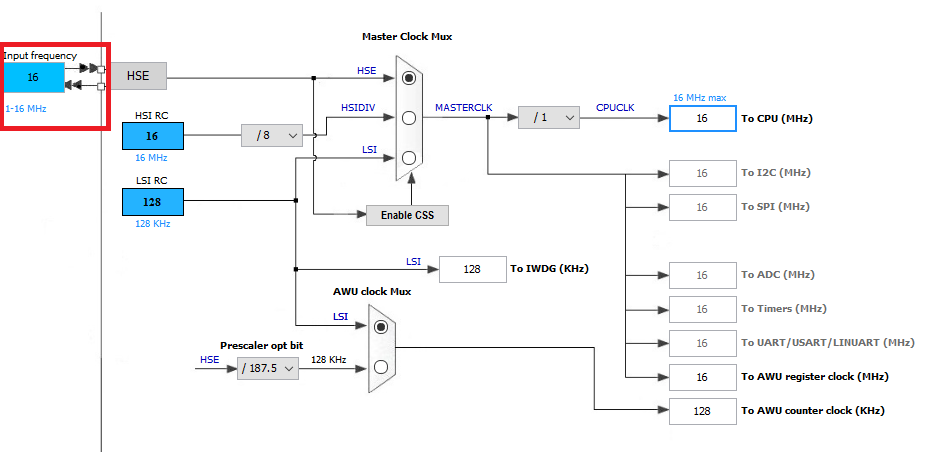 Master Clock Mux
Input frequency
16
1-16 MHz
HSE
HSE
HSI RC
16
16 MHz
/ 8
HSIDIV
MASTERCLK
/ 1
CPUCLK
16 MHz max
16
To CPU (MHz)
LSI
LSI RC
128
128 KHz
Enable CSS
16
To I2C (MHz)
16
To SPI (MHz)
LSI
128
To IWDG (KHz)
16
To ADC (MHz)
AWU clock Mux
LSI
16
To Timers (MHz)
Prescaler opt bit
HSE
/ 187.5
128 KHz
16
To UART/USART/LINUART (MHz)
16
To AWU register clock (MHz)
128
To AWU counter clock (KHz)